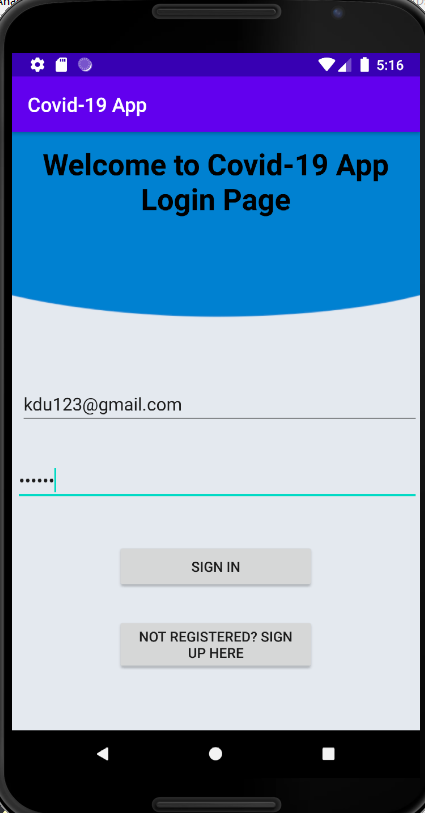 5:16
Covid-19 App
Welcome to Covid-19 App
Login Page
kdu123@gmail.com
••••••
SIGN IN
NOT REGISTERED? SIGN
UP HERE